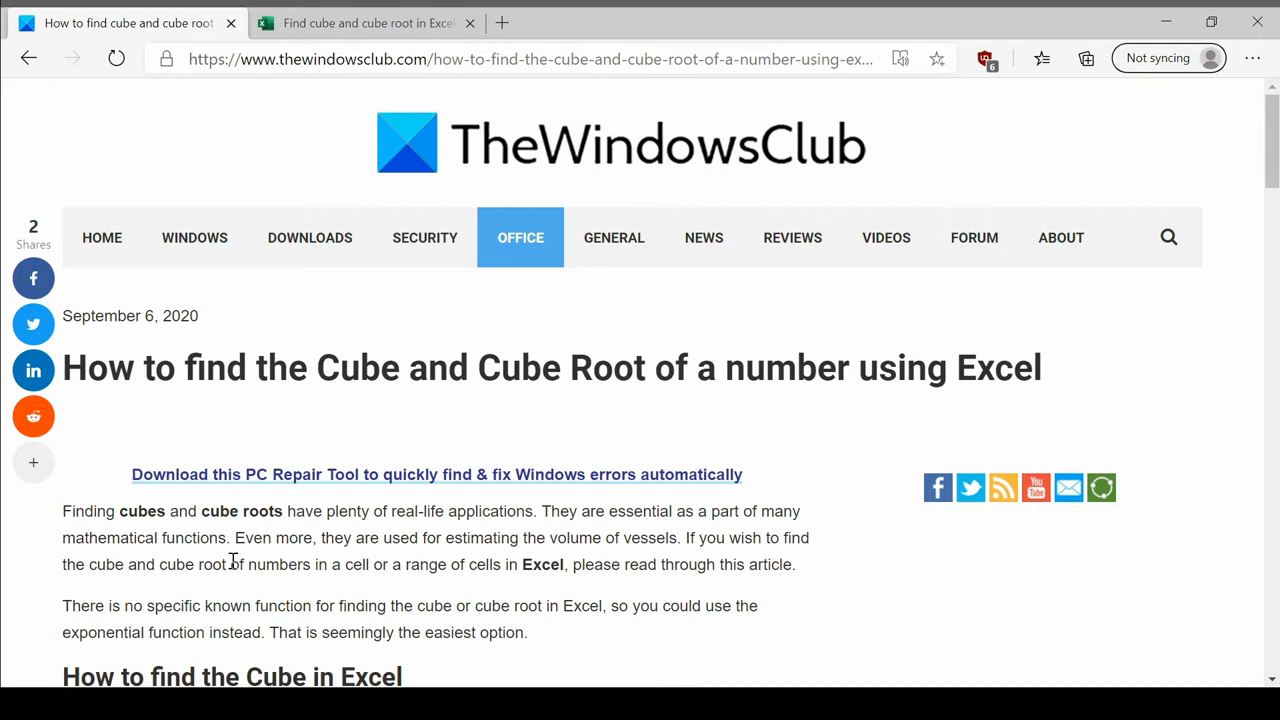 How to find cube and cube root
Find cube and cube root in Excel
https://www.thewindowsclub.com/how-to-find-the-cube-and-cube-root-of-a-number-using-ex...
6
Not syncing
TheWindowsClub
HOME WINDOWS DOWNLOADS SECURITY OFFICE GENERAL NEWS REVIEWS VIDEOS FORUM ABOUT
2
Shares
September 6, 2020
How to find the Cube and Cube Root of a number using Excel
Download this PC Repair Tool to quickly find & fix Windows errors automatically
Finding cubes and cube roots have plenty of real-life applications. They are essential as a part of many
mathematical functions. Even more, they are used for estimating the volume of vessels. If you wish to find
the cube and cube root of numbers in a cell or a range of cells in Excel, please read through this article.
There is no specific known function for finding the cube or cube root in Excel, so you could use the
exponential function instead. That is seemingly the easiest option.
How to find the Cube in Excel